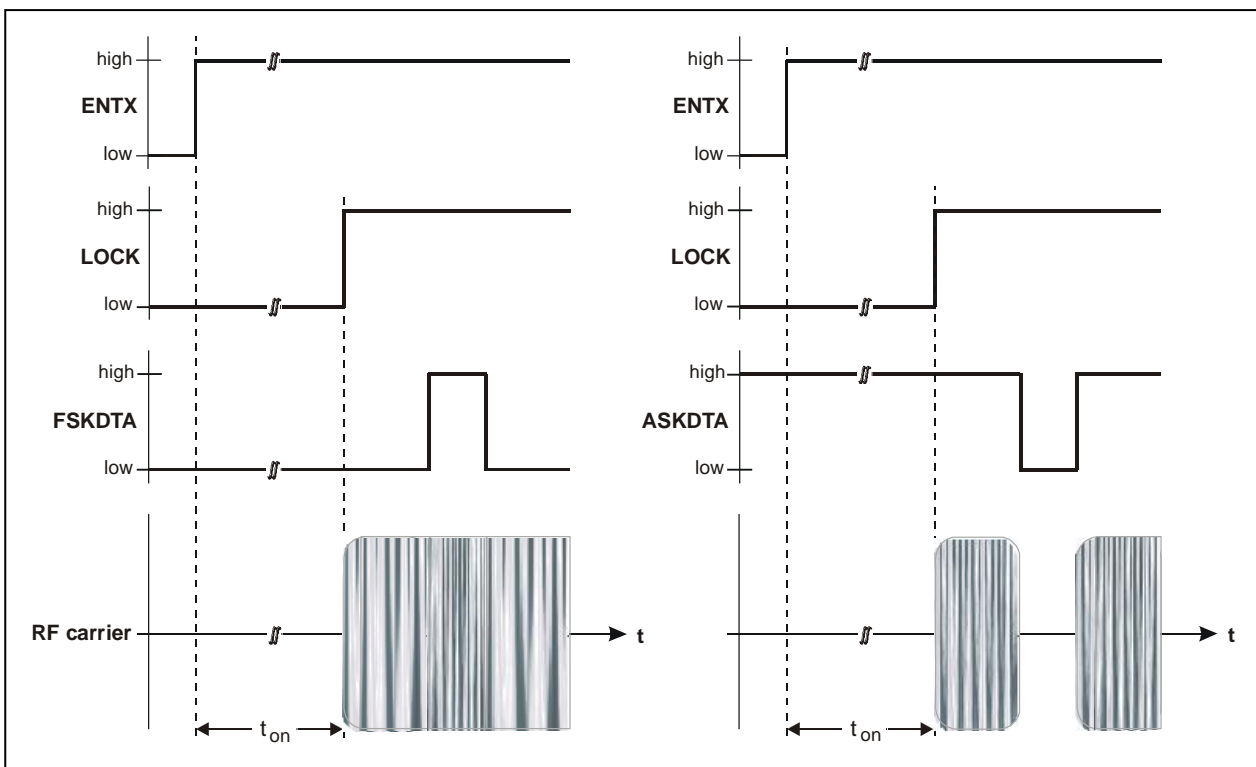 high
ENTX
low
high
LOCK
low
high
FSKDTA
low
RF carrier
t
t on
high
ENTX
low
high
LOCK
low
high
ASKDTA
low
t
t on